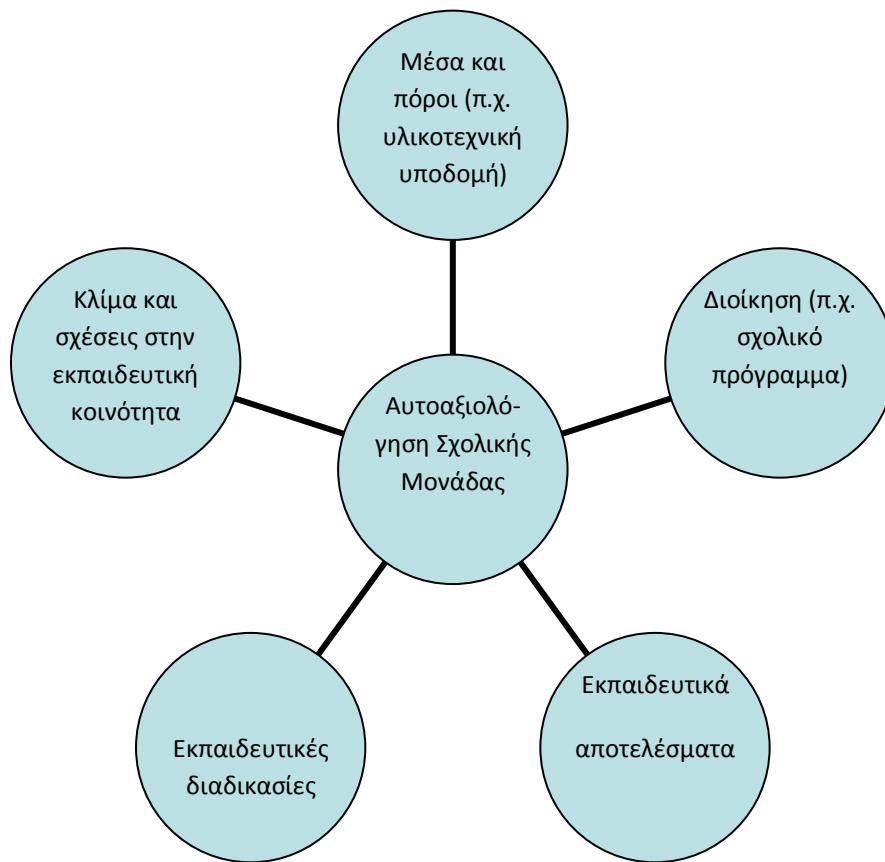 Μέσα και
πόροι (π.χ.
υλικοτεχνική
υποδομή)
Κλίμα και
σχέσεις στην
εκπαιδευτική
κοινότητα
Διοίκηση (π.χ.
σχολικό
πρόγραμμα)
Αυτοαξιολό-
γηση Σχολικής
Μονάδας
Εκπαιδευτικές
διαδικασίες
Εκπαιδευτικά
αποτελέσματα